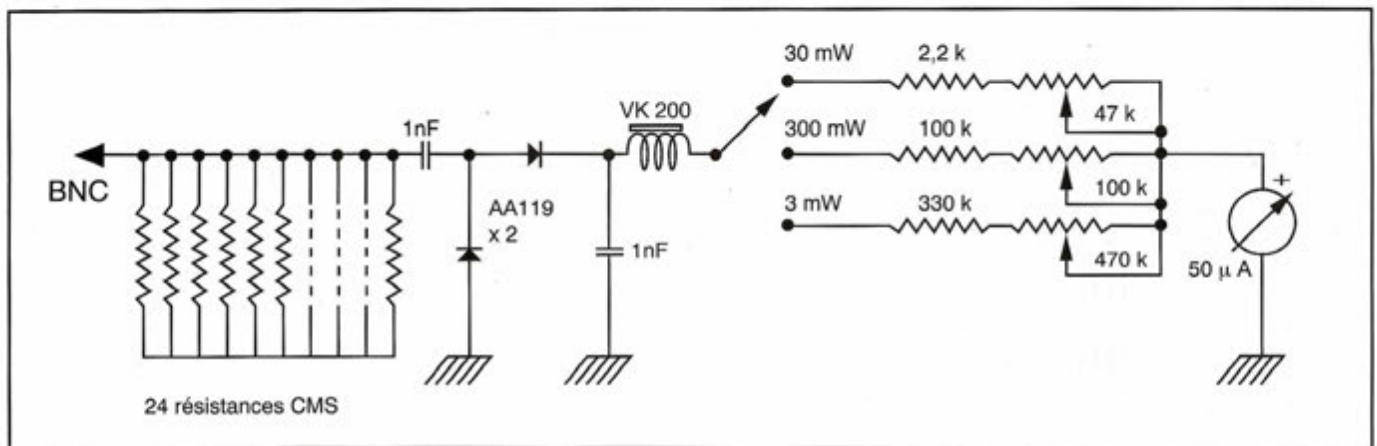 30 mW
2,2 k
VK 200
47 k
1nF
300 mW
100 k
BNC
100 k
3 mW
330 k
AA119
x 2
1nF
470 k
+
50 μ A
24 résistances CMS